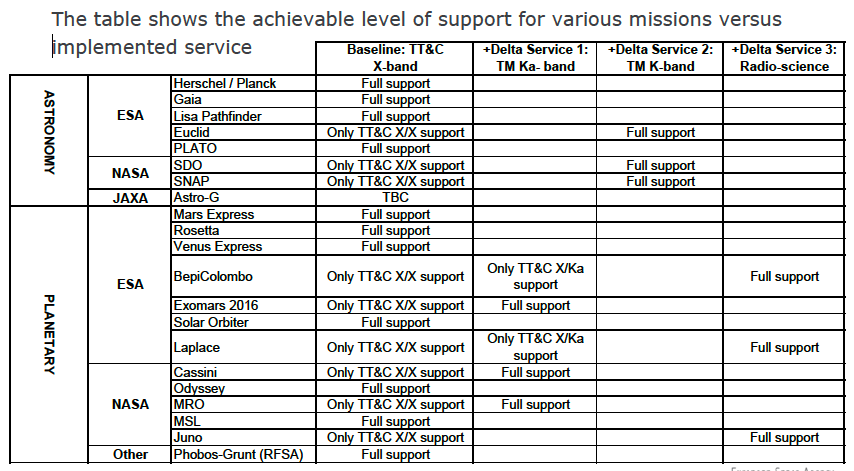 The table shows the achievable level of support for various missions versus
implemented service
Baseline: TT&C +Delta Service 1: +Delta Service 2: +Delta Service 3:
X-band TM Ka- band TM K-band Radio-science
ASTRONOMY
ESA
Herschel / Planck Full support
Gaia Full support
Lisa Pathfinder Full support
Euclid Only TT&C X/X support Full support
PLATO Full support
NASA
SDO Only TT&C X/X support Full support
SNAP Only TT&C X/X support Full support
JAXA Astro-G TBC
PLANETARY
ESA
Mars Express Full support
Rosetta Full support
Venus Express Full support
BepiColombo Only TT&C X/X support Only TT&C X/Ka support Full support
Exomars 2016 Only TT&C X/X support Full support
Solar Orbiter Full support
Laplace Only TT&C X/X support Only TT&C X/Ka support Full support
NASA
Cassini Only TT&C X/X support Full support
Odyssey Full support
MRO Only TT&C X/X support Full support
MSL Full support
Juno Only TT&C X/X support Full support
Other Phobos-Grunt (RFSA) Full support